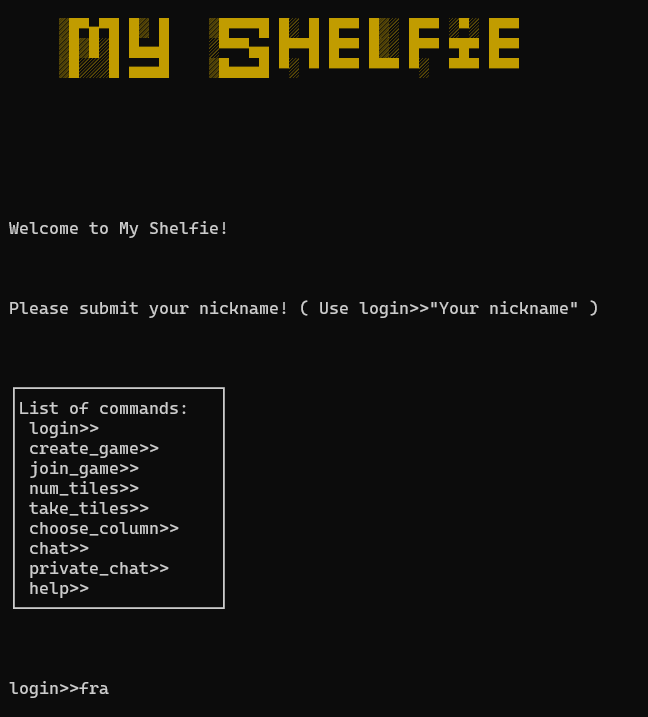 My Shelfie
Welcome to My Shelfie!
Please submit your nickname! ( Use login>>"Your nickname" )
List of commands:
login>>
create_game>>
join_game>>
num_tiles>>
take_tiles>>
choose_column>>
chat>>
private_chat>>
help>>
login>>fra